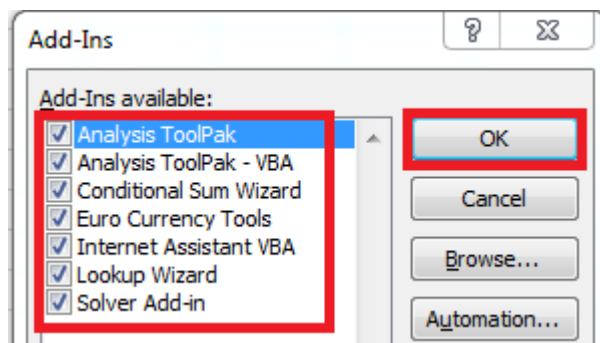 Add-Ins
Add-Ins available:
Analysis ToolPak
Analysis ToolPak - VBA
Conditional Sum Wizard
Euro Currency Tools
Internet Assistant VBA
Lookup Wizard
Solver Add-in
OK
Cancel
Browse...
Automation...